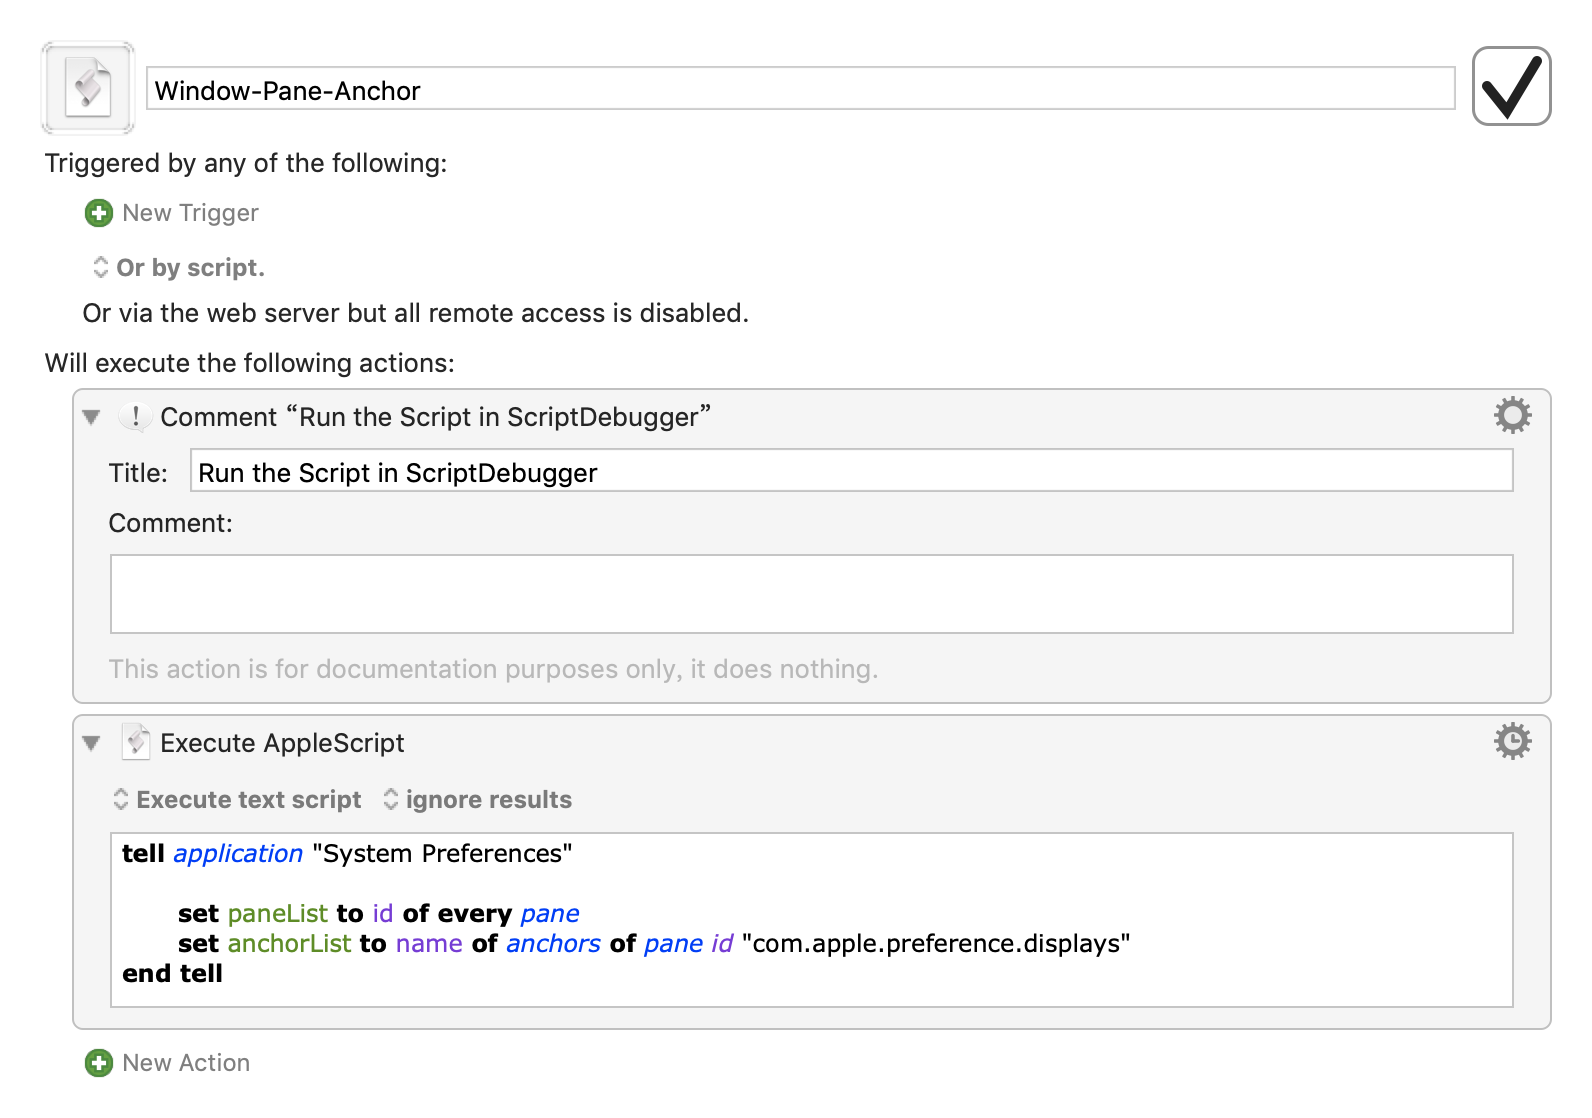 Window-Pane-Anchor
Triggered by any of the following:
New Trigger
Or by script.
Or via the web server but all remote access is disabled.
Will execute the following actions:
Comment “Run the Script in ScriptDebugger”
Title: Run the Script in ScriptDebugger
Comment:
This action is for documentation purposes only, it does nothing.
Execute AppleScript
Execute text script ignore results
tell application "System Preferences"
set paneList to id of every pane
set anchorList to name of anchors of pane id "com.apple.preference.displays"
end tell
New Action